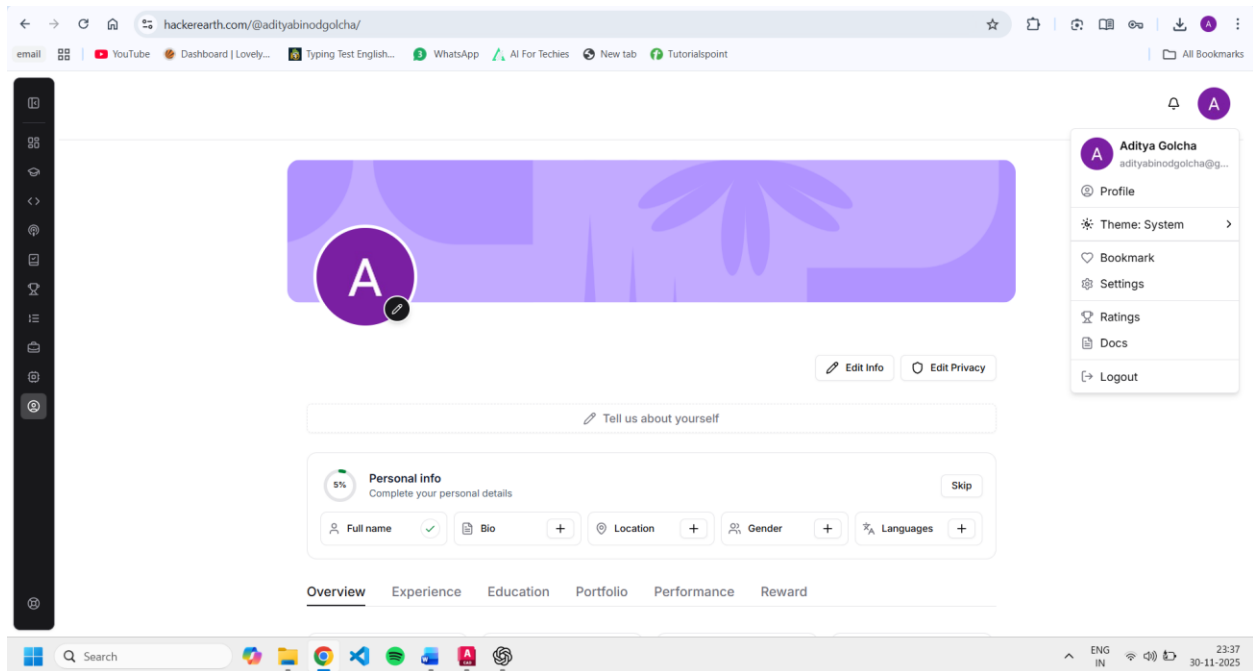 hackerearth.com/@adityabinodgolcha/
A
email
YouTube
Dashboard | Lovely...
Typing Test English...
3
WhatsApp
AI For Techies
New tab
Tutorialspoint
All Bookmarks
A
A
Aditya Golcha
adityabinodgolcha@g...
Profile
Theme: System
Bookmark
Settings
Ratings
Docs
Logout
A
Edit Info
Edit Privacy
Tell us about yourself
5%
Personal info
Complete your personal details
Skip
Full name
Bio
Location
Gender
Languages
Overview
Experience
Education
Portfolio
Performance
Reward
Search
ENG
IN
23:37
30-11-2025